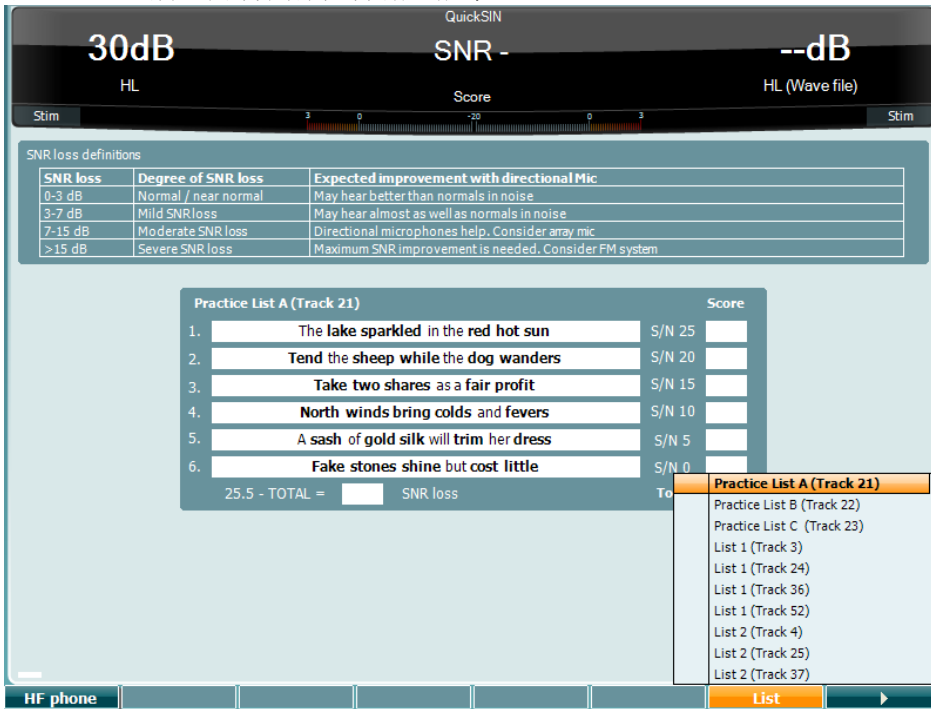 QuickSIN
30dB SNR - --dB
HL Score HL (Wave file)
Stim 3 0 -20 0 3 Stim
SNR loss definitions
SNR loss Degree of SNR loss Expected improvement with directional Mic
0-3 dB Normal / near normal May hear better than normals in noise
3-7 dB Mild SNR loss May hear almost as well as normals in noise
7-15 dB Moderate SNR loss Directional microphones help. Consider array mic
>15 dB Severe SNR loss Maximum SNR improvement is needed. Consider FM system
Practice List A (Track 21) Score
1. The lake sparkled in the red hot sun S/N 25
2. Tend the sheep while the dog wanders S/N 20
3. Take two shares as a fair profit S/N 15
4. North winds bring colds and fevers S/N 10
5. A sash of gold silk will trim her dress S/N 5
6. Fake stones shine but cost little S/N 0
25.5 - TOTAL = SNR loss
Practice List A (Track 21)
Practice List B (Track 22)
Practice List C (Track 23)
List 1 (Track 3)
List 1 (Track 24)
List 1 (Track 36)
List 1 (Track 52)
List 2 (Track 4)
List 2 (Track 25)
List 2 (Track 37)
HF phone List